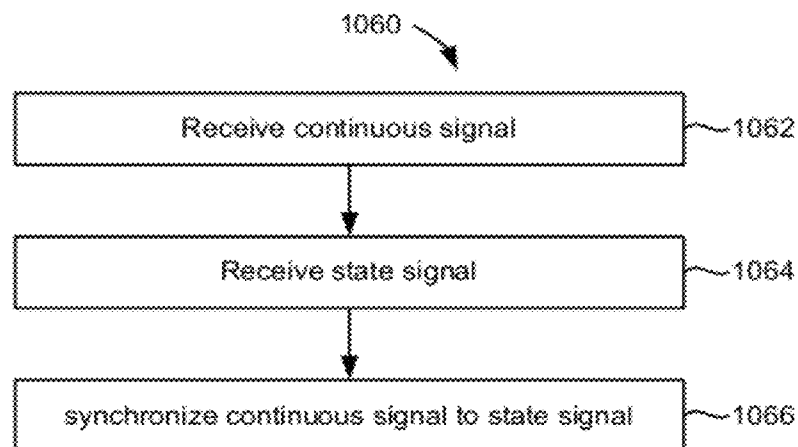 1060
Receive continuous signal
1062
Receive state signal
1064
synchronize continuous signal to state signal
1066